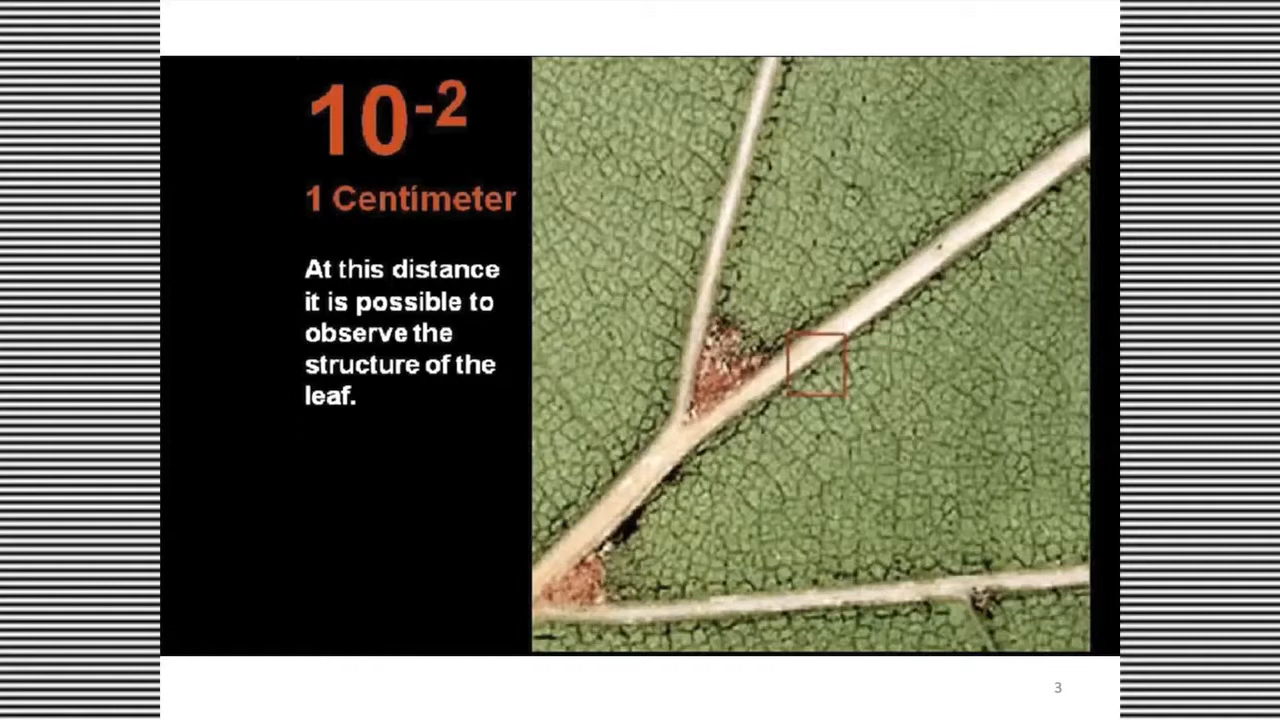 10-2
1 Centimeter
At this distance
it is possible to
observe the
structure of the
leaf.
3